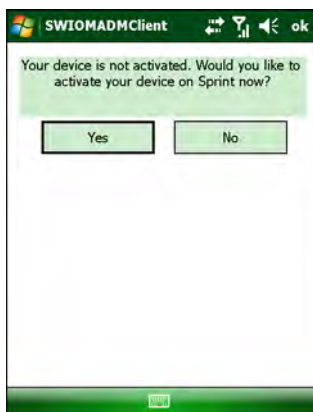 SWIOMADMClient ok
Your device is not activated. Would you like to
activate your device on Sprint now?
Yes No